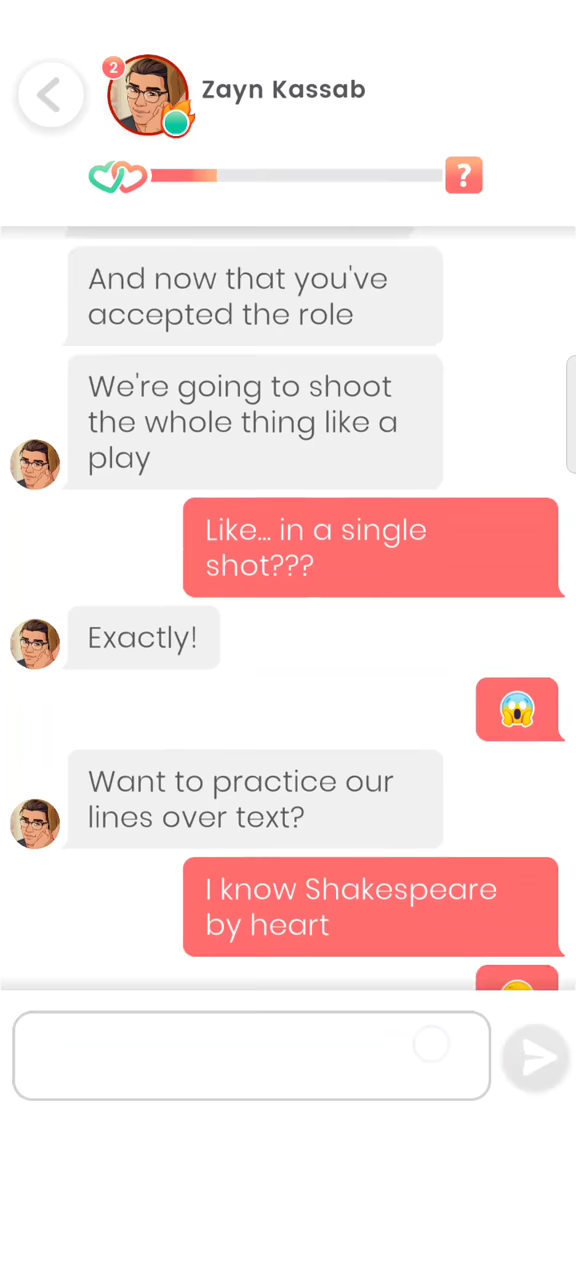 2
Zayn Kassab
?
And now that you've
accepted the role
We're going to shoot
the whole thing like a
play
Like... in a single
shot???
Exactly!
Want to practice our
lines over text?
I know Shakespeare
by heart